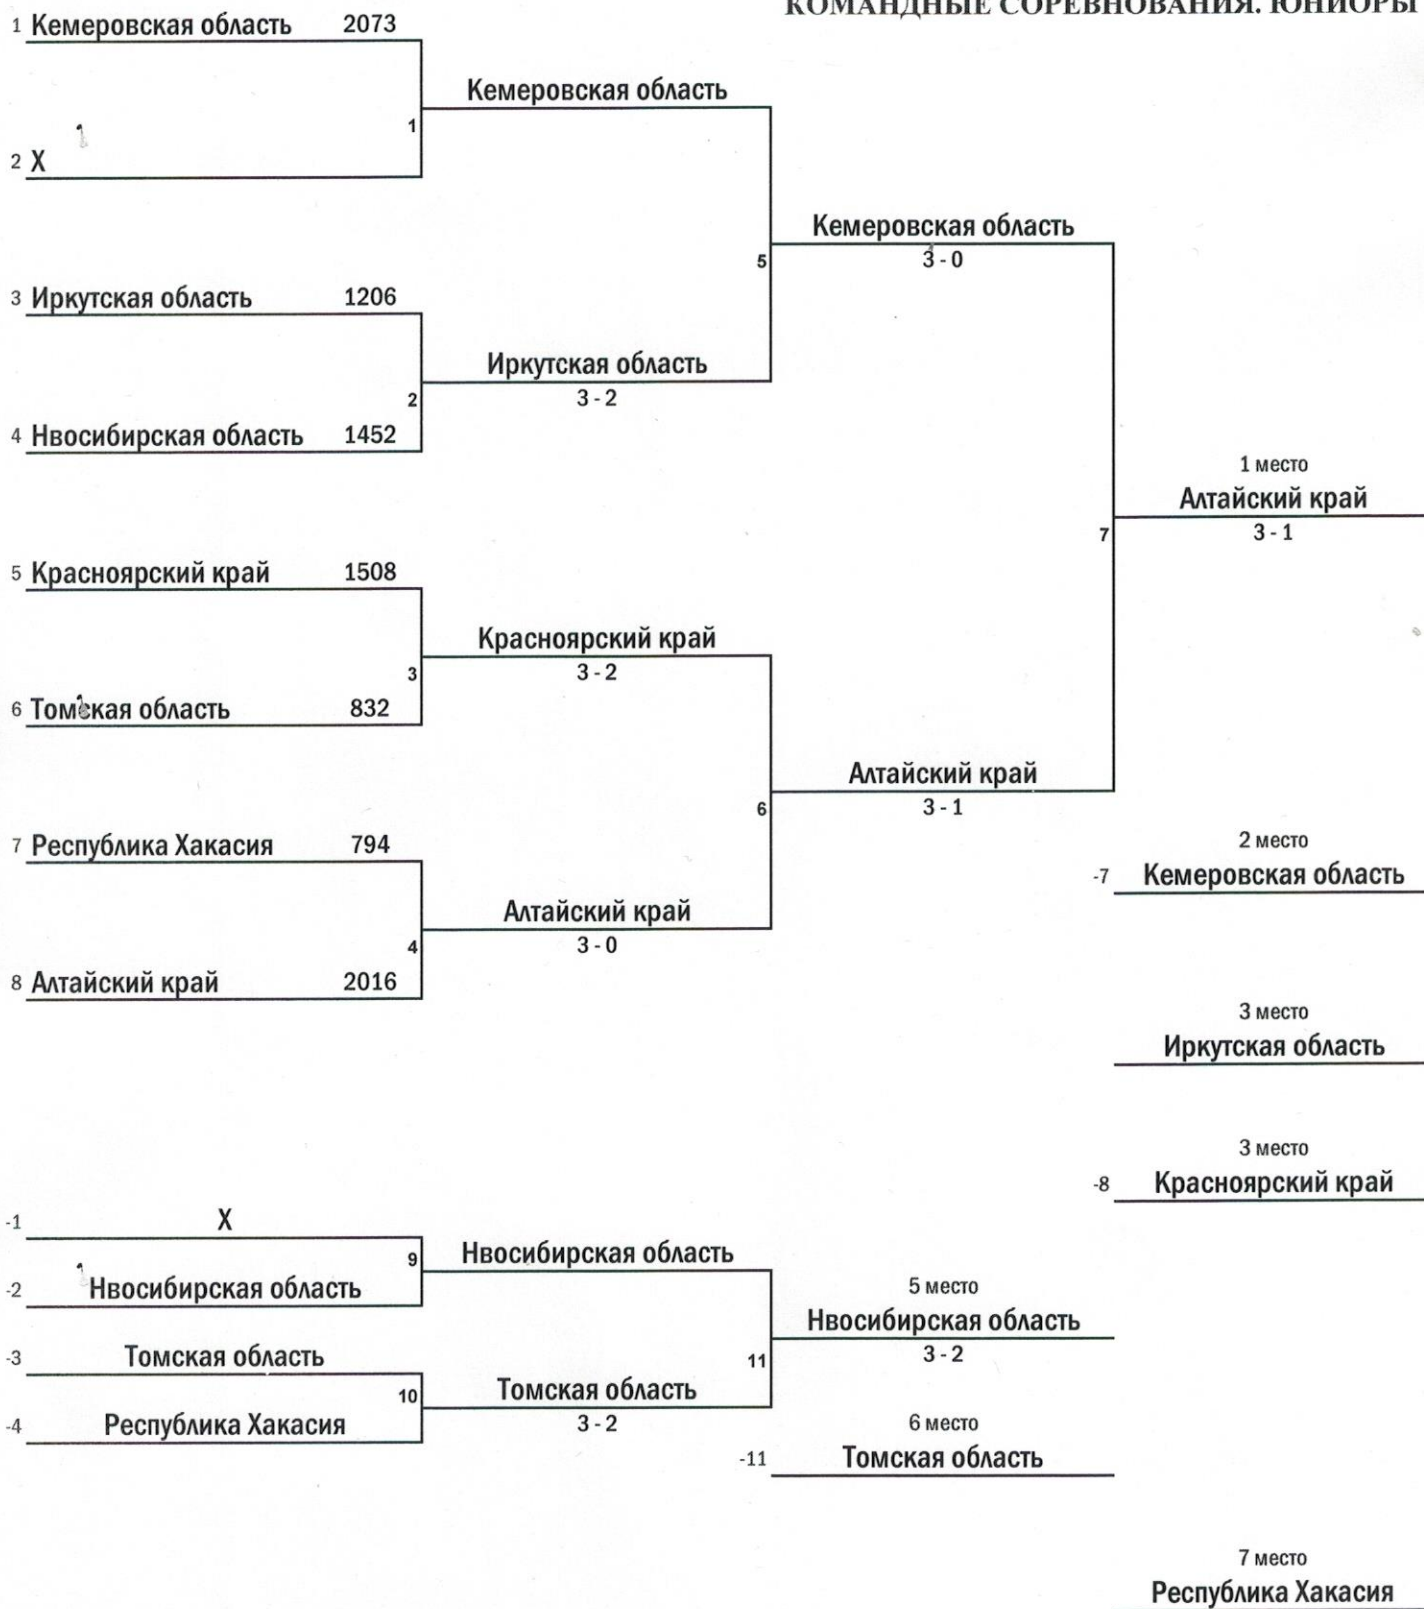 КОМАНДНЫЕ СОРЕВНОВАНИЯ. ЮНИОРЫ
1 Кемеровская область 2073
Кемеровская область
1
2 X
Кемеровская область
5
3 - 0
3 Иркутская область 1206
Иркутская область
2
3 - 2
4 Нвосибирская область 1452
1 место
Алтайский край
7
3 - 1
5 Красноярский край 1508
Красноярский край
3
3 - 2
6 Томская область 832
Алтайский край
6
3 - 1
7 Республика Хакасия 794
2 место
-7 Кемеровская область
Алтайский край
4
3 - 0
8 Алтайский край 2016
3 место
Иркутская область
3 место
-8 Красноярский край
-1 X
9
Нвосибирская область
-2 Нвосибирская область
5 место
Нвосибирская область
11
3 - 2
-3 Томская область
10
Томская область
3 - 2
-4 Республика Хакасия
6 место
-11 Томская область
7 место
Республика Хакасия